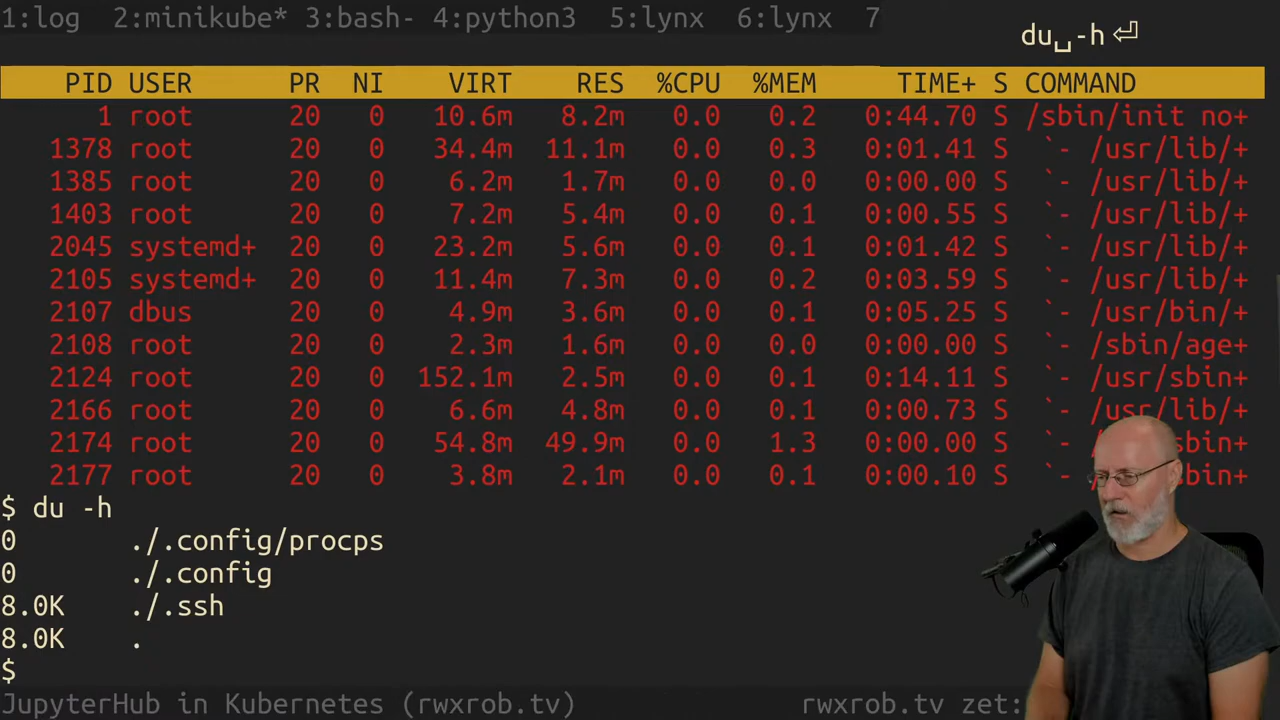 1:log 2:minikube* 3:bash- 4:python3 5:lynx 6:lynx 7
du␣-h⏎
PID USER PR NI VIRT RES %CPU %MEM TIME+ S COMMAND
1 root 20 0 10.6m 8.2m 0.0 0.2 0:44.70 S /sbin/init no+
1378 root 20 0 34.4m 11.1m 0.0 0.3 0:01.41 S `- /usr/lib/+
1385 root 20 0 6.2m 1.7m 0.0 0.0 0:00.00 S `- /usr/lib/+
1403 root 20 0 7.2m 5.4m 0.0 0.1 0:00.55 S `- /usr/lib/+
2045 systemd+ 20 0 23.2m 5.6m 0.0 0.1 0:01.42 S `- /usr/lib/+
2105 systemd+ 20 0 11.4m 7.3m 0.0 0.2 0:03.59 S `- /usr/lib/+
2107 dbus 20 0 4.9m 3.6m 0.0 0.1 0:05.25 S `- /usr/bin/+
2108 root 20 0 2.3m 1.6m 0.0 0.0 0:00.00 S `- /sbin/age+
2124 root 20 0 152.1m 2.5m 0.0 0.1 0:14.11 S `- /usr/sbin+
2166 root 20 0 6.6m 4.8m 0.0 0.1 0:00.73 S `- /usr/lib/+
2174 root 20 0 54.8m 49.9m 0.0 1.3 0:00.00 S `- sbin+
2177 root 20 0 3.8m 2.1m 0.0 0.1 0:00.10 S `- sbin+
$ du -h
0 ./.config/procps
0 ./.config
8.0K ./.ssh
8.0K .
$
JupyterHub in Kubernetes (rwxrob.tv) rwxrob.tv zet: